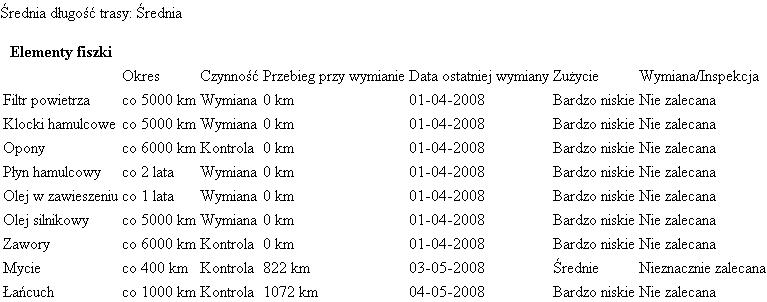 Średnia długość trasy: Średnia
Elementy fiszki
Okres Czynność Przebieg przy wymianie Data ostatniej wymiany Zużycie Wymiana/Inspekcja
Filtr powietrza co 5000 km Wymiana 0 km 01-04-2008 Bardzo niskie Nie zalecana
Klocki hamulcowe co 5000 km Wymiana 0 km 01-04-2008 Bardzo niskie Nie zalecana
Opony co 6000 km Kontrola 0 km 01-04-2008 Bardzo niskie Nie zalecana
Płyn hamulcowy co 2 lata Wymiana 0 km 01-04-2008 Bardzo niskie Nie zalecana
Olej w zawieszeniu co 1 lata Wymiana 0 km 01-04-2008 Bardzo niskie Nie zalecana
Olej silnikowy co 5000 km Wymiana 0 km 01-04-2008 Bardzo niskie Nie zalecana
Zawory co 6000 km Kontrola 0 km 01-04-2008 Bardzo niskie Nie zalecana
Mycie co 400 km Kontrola 822 km 03-05-2008 Średnie Nieznacznie zalecana
Łańcuch co 1000 km Kontrola 1072 km 04-05-2008 Bardzo niskie Nie zalecana